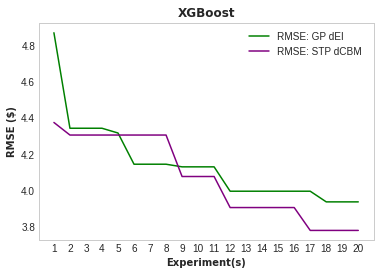 XGBoost
RMSE: GP dEI
RMSE: STP dCBM
RMSE ($)
4.8
4.6
4.4
4.2
4.0
3.8
1 2 3 4 5 6 7 8 9 10 11 12 13 14 15 16 17 18 19 20
Experiment(s)